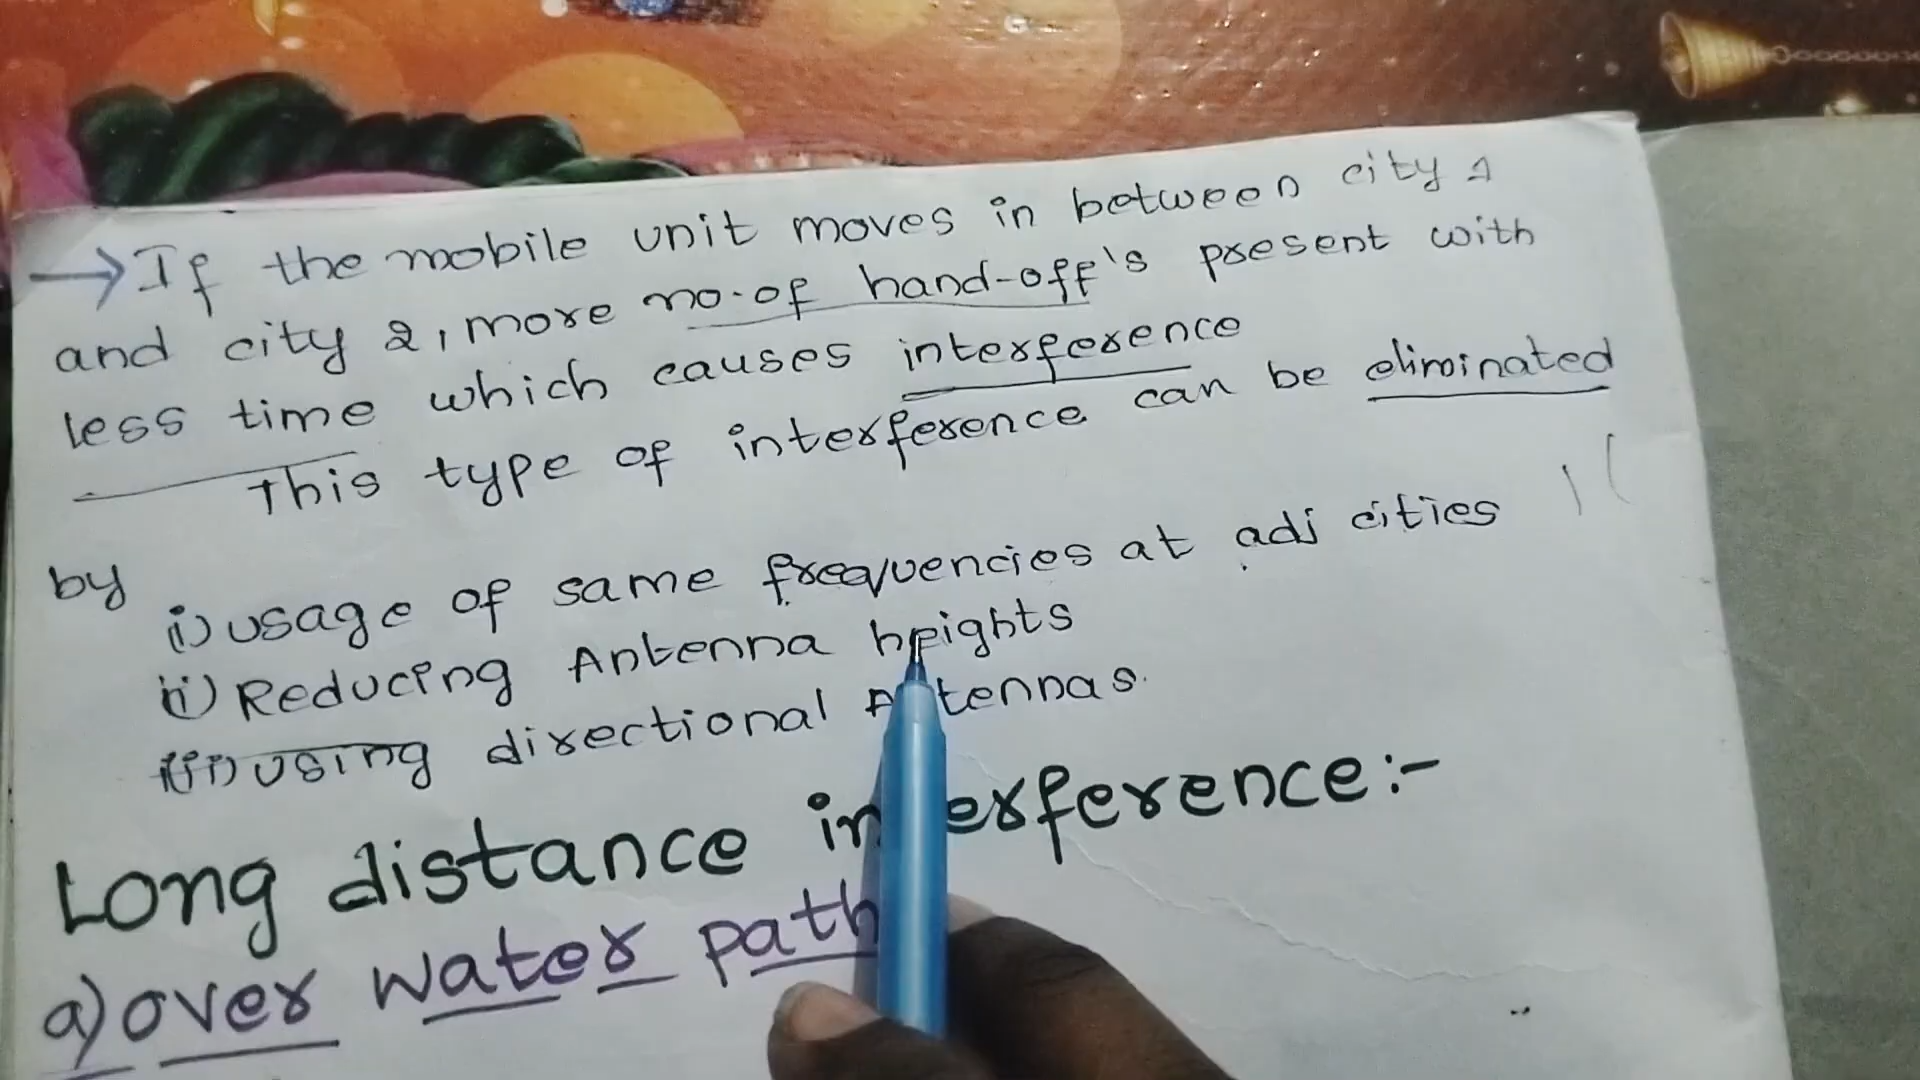 → If the mobile unit moves in between city 1
and city 2, more no. of hand-off's present with
less time which causes interference
This type of interference can be eliminated
by
i) usage of same frequencies at adj cities
ii) Reducing Antenna heights
iii) using directional Antennas.
Long distance interference:-
a) over water path